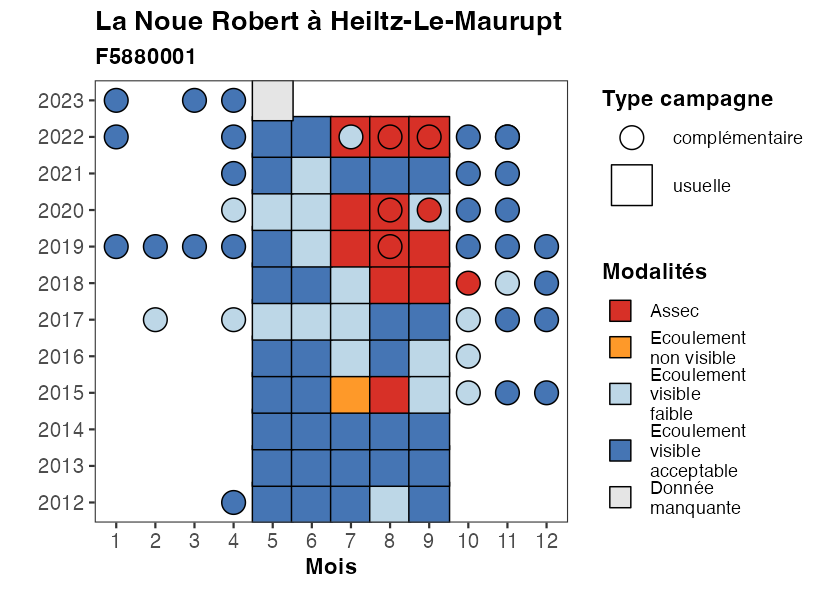 La Noue Robert à Heiltz-Le-Maurupt
F5880001
2023
2022
2021
2020
2019
2018
2017
2016
2015
2014
2013
2012
1 2 3 4 5 6 7 8 9 10 11 12
Mois
Type campagne
complémentaire
usuelle
Modalités
Assec
Ecoulement
non visible
Ecoulement
visible
faible
Ecoulement
visible
acceptable
Donnée
manquante